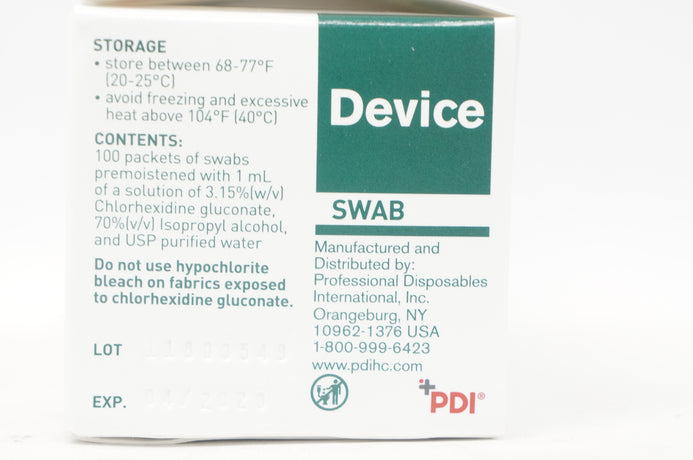 STORAGE
• store between 68-77°F
(20-25°C)
• avoid freezing and excessive
heat above 104°F (40°C)
CONTENTS:
100 packets of swabs
premoistened with 1 mL
of a solution of 3.15%(w/v)
Chlorhexidine gluconate,
70%(v/v) Isopropyl alcohol,
and USP purified water
Do not use hypochlorite
bleach on fabrics exposed
to chlorhexidine gluconate.
LOT
EXP.
Device
SWAB
Manufactured and
Distributed by:
Professional Disposables
International, Inc.
Orangeburg, NY
10962-1376 USA
1-800-999-6423
www.pdihc.com
PDI®